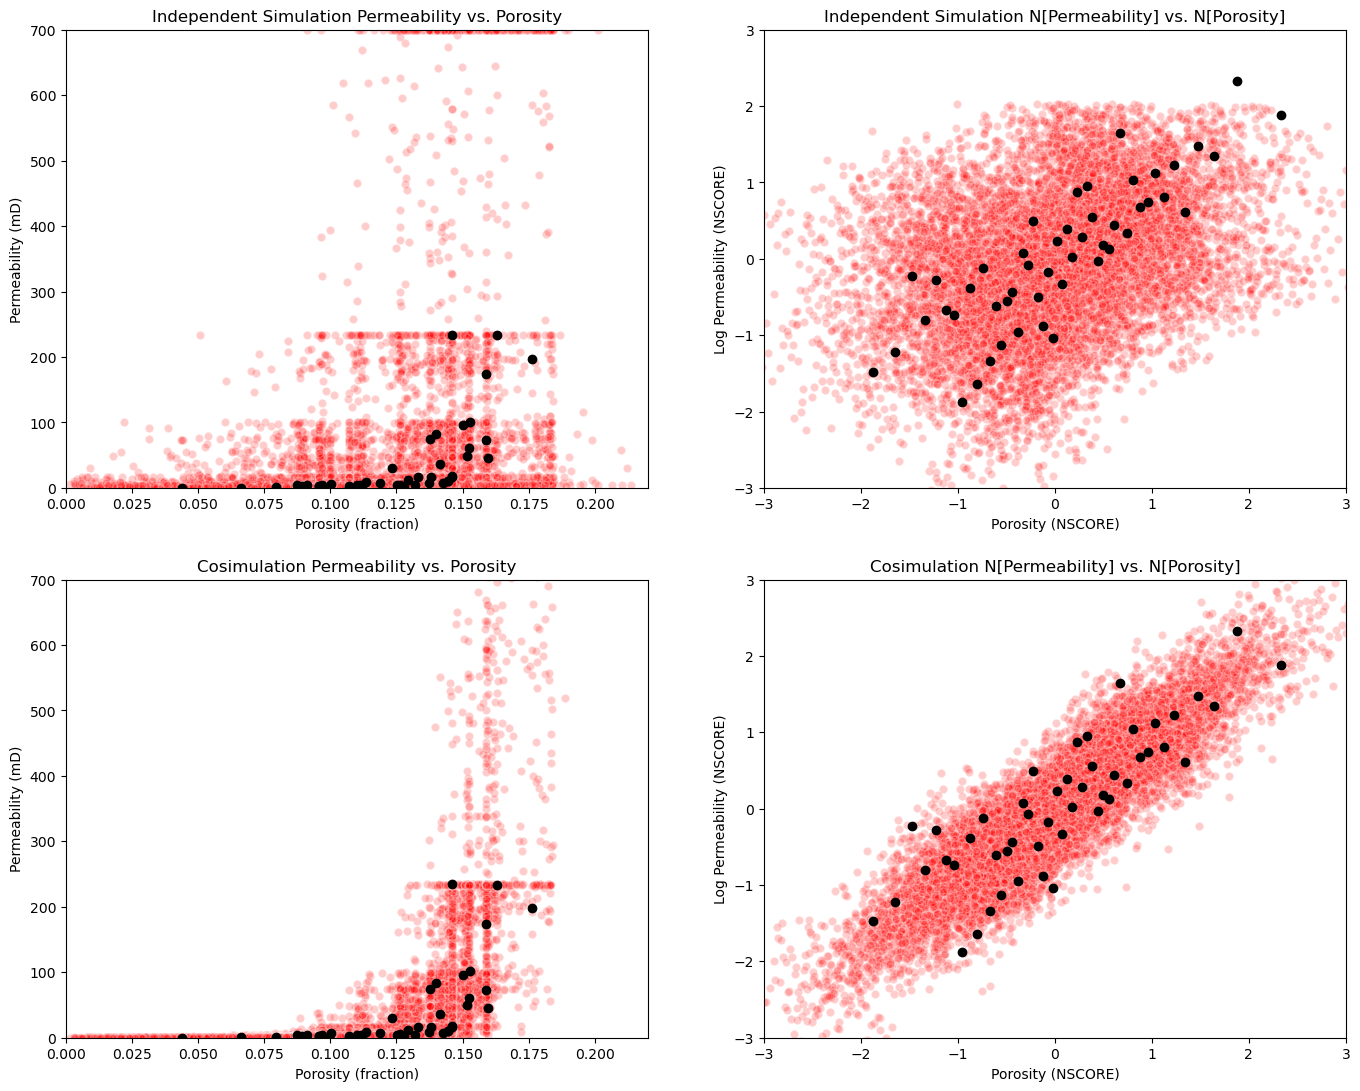 Independent Simulation Permeability vs. Porosity
700
600
500
400
300
200
100
0
Permeability (mD)
0.000 0.025 0.050 0.075 0.100 0.125 0.150 0.175 0.200
Porosity (fraction)
Independent Simulation N[Permeability] vs. N[Porosity]
3
2
1
0
−1
−2
−3
Log Permeability (NSCORE)
−3 −2 −1 0 1 2 3
Porosity (NSCORE)
Cosimulation Permeability vs. Porosity
700
600
500
400
300
200
100
0
Permeability (mD)
0.000 0.025 0.050 0.075 0.100 0.125 0.150 0.175 0.200
Porosity (fraction)
Cosimulation N[Permeability] vs. N[Porosity]
3
2
1
0
−1
−2
−3
Log Permeability (NSCORE)
−3 −2 −1 0 1 2 3
Porosity (NSCORE)